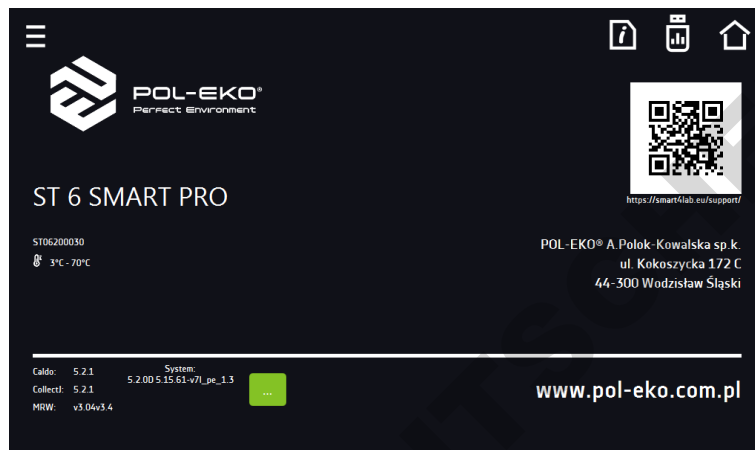 POL-EKO®
Perfect Environment
https://smart4lab.eu/support/
ST 6 SMART PRO
ST06200030
3°C - 70°C
POL-EKO® A.Polok-Kowalska sp.k.
ul. Kokoszycka 172 C
44-300 Wodzisław Śląski
Caldo: 5.2.1
CollectJ: 5.2.1
MRW: v3.04v3.4
System:
5.2.0D 5.15.61-v7l_pe_1.3
...
www.pol-eko.com.pl